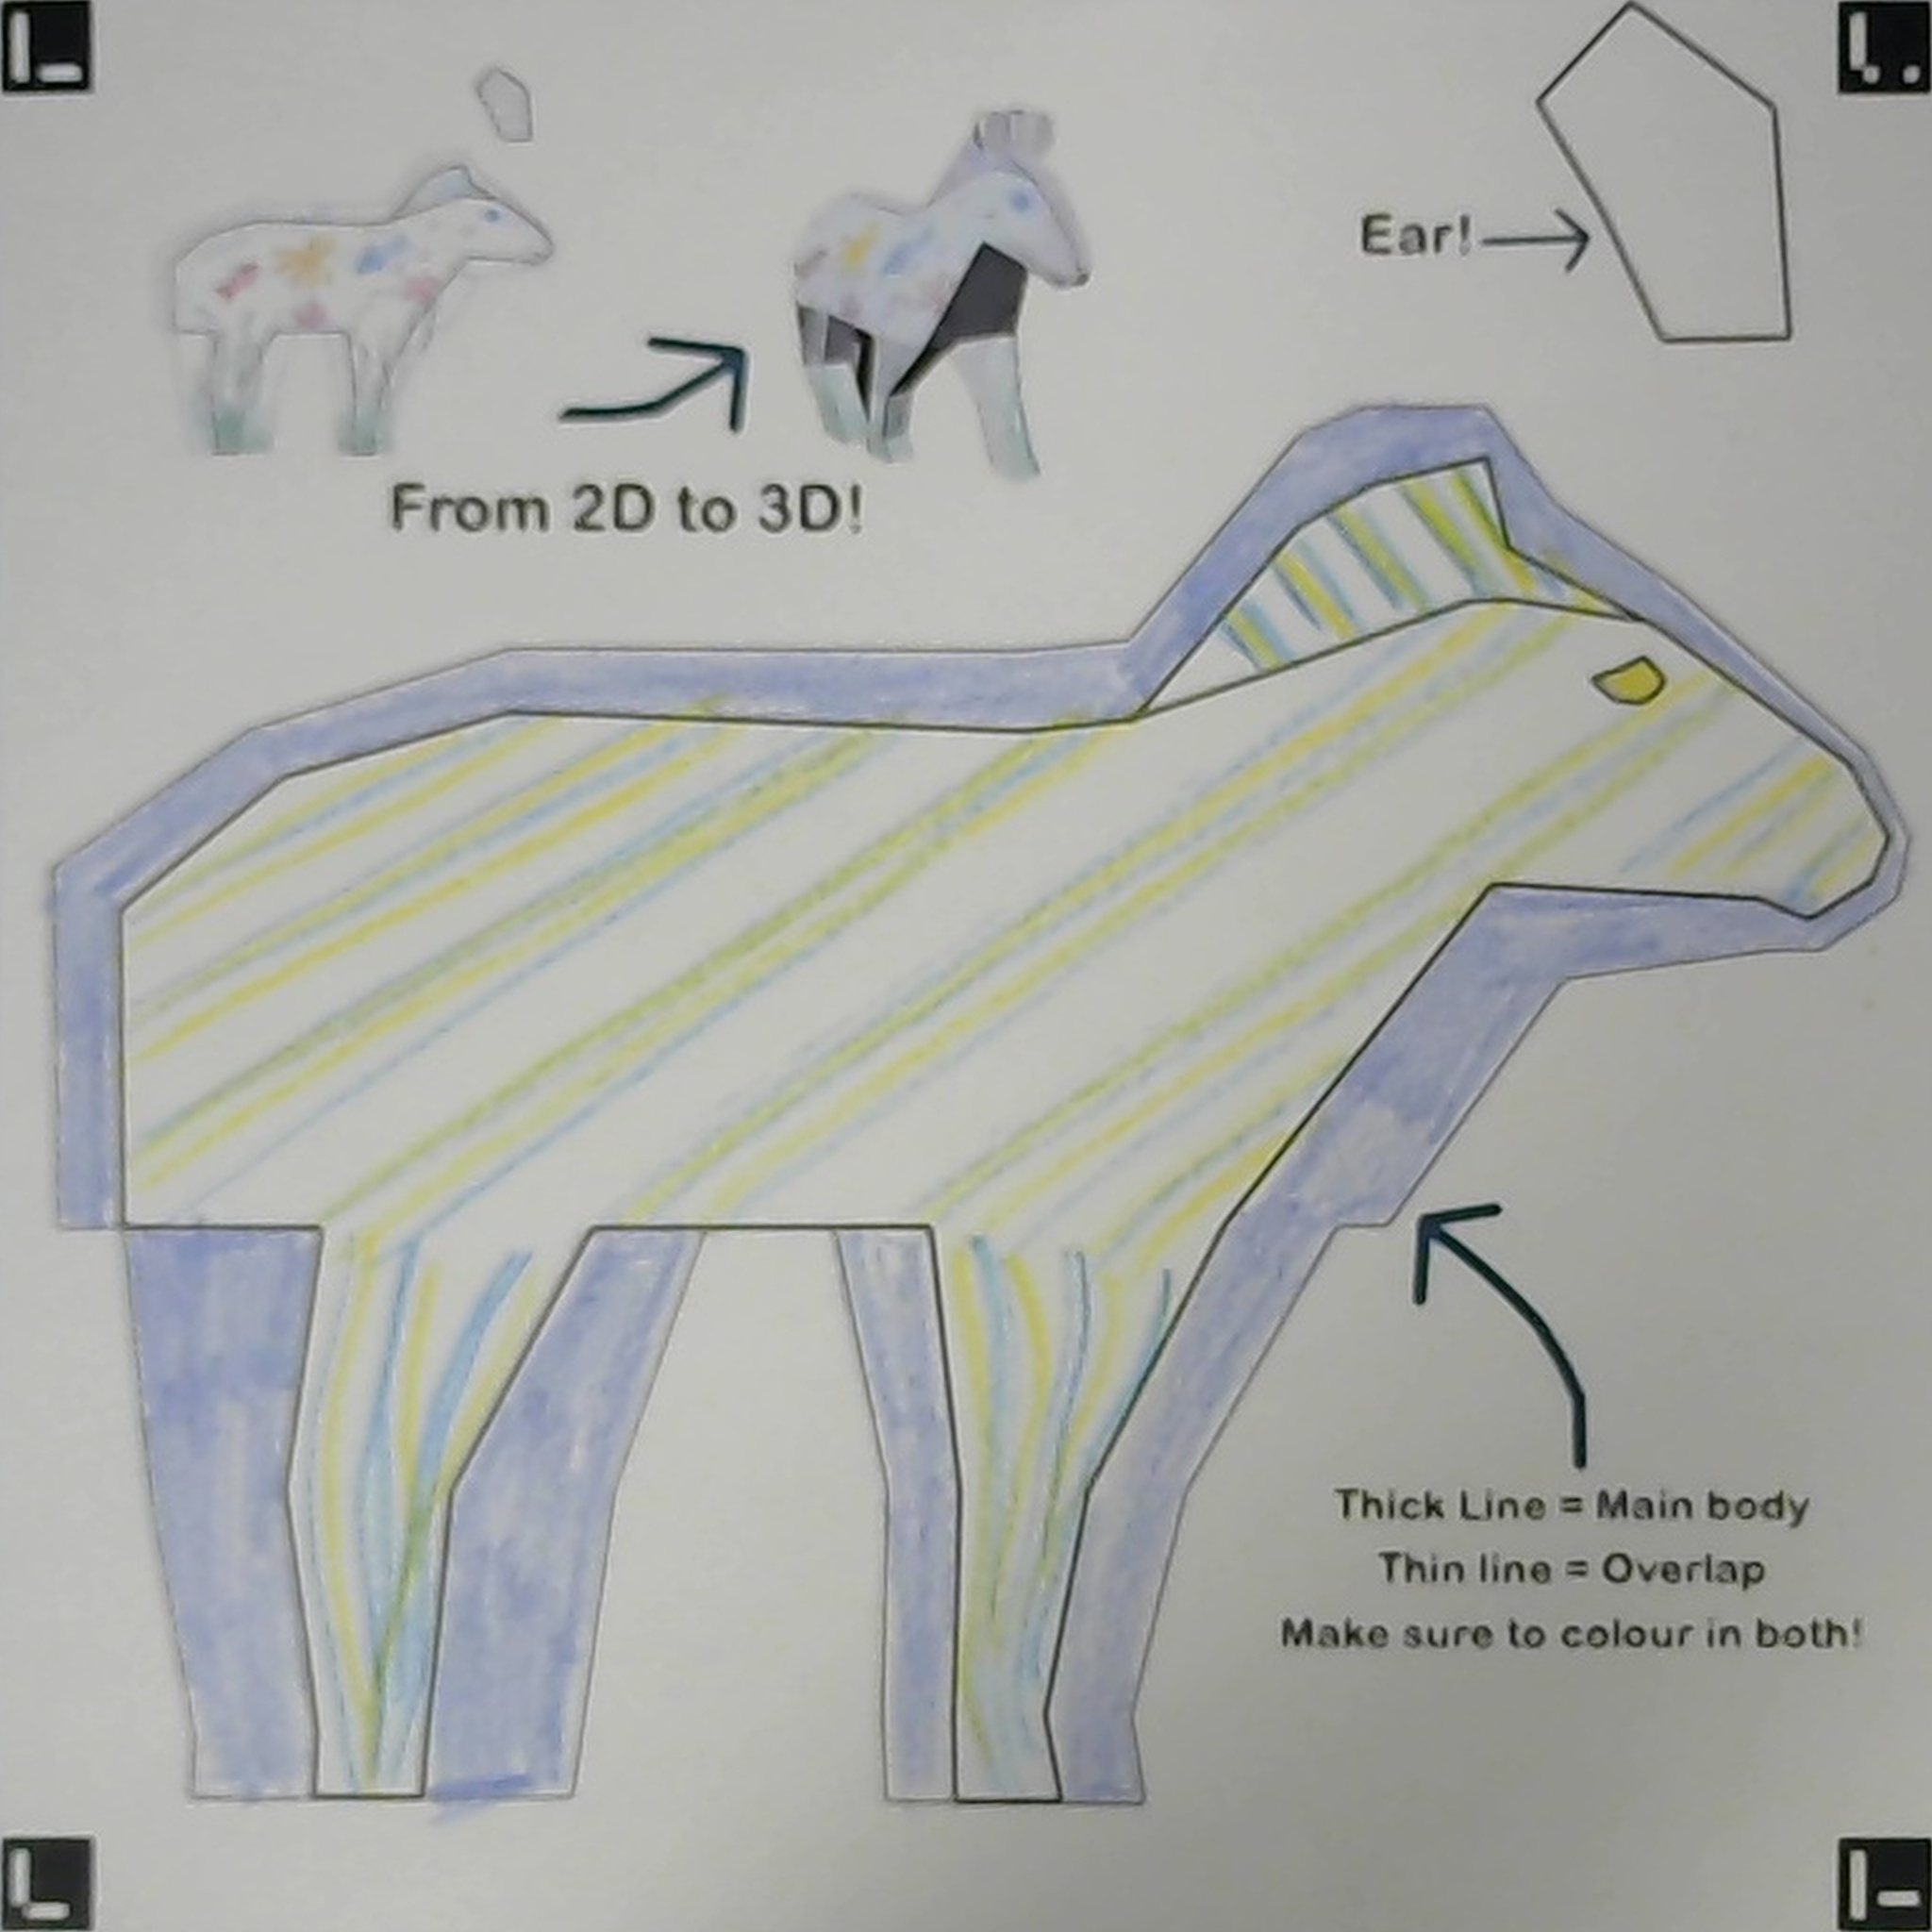 Ear!
From 2D to 3D!
Thick Line = Main body
Thin line = Overlap
Make sure to colour in both!